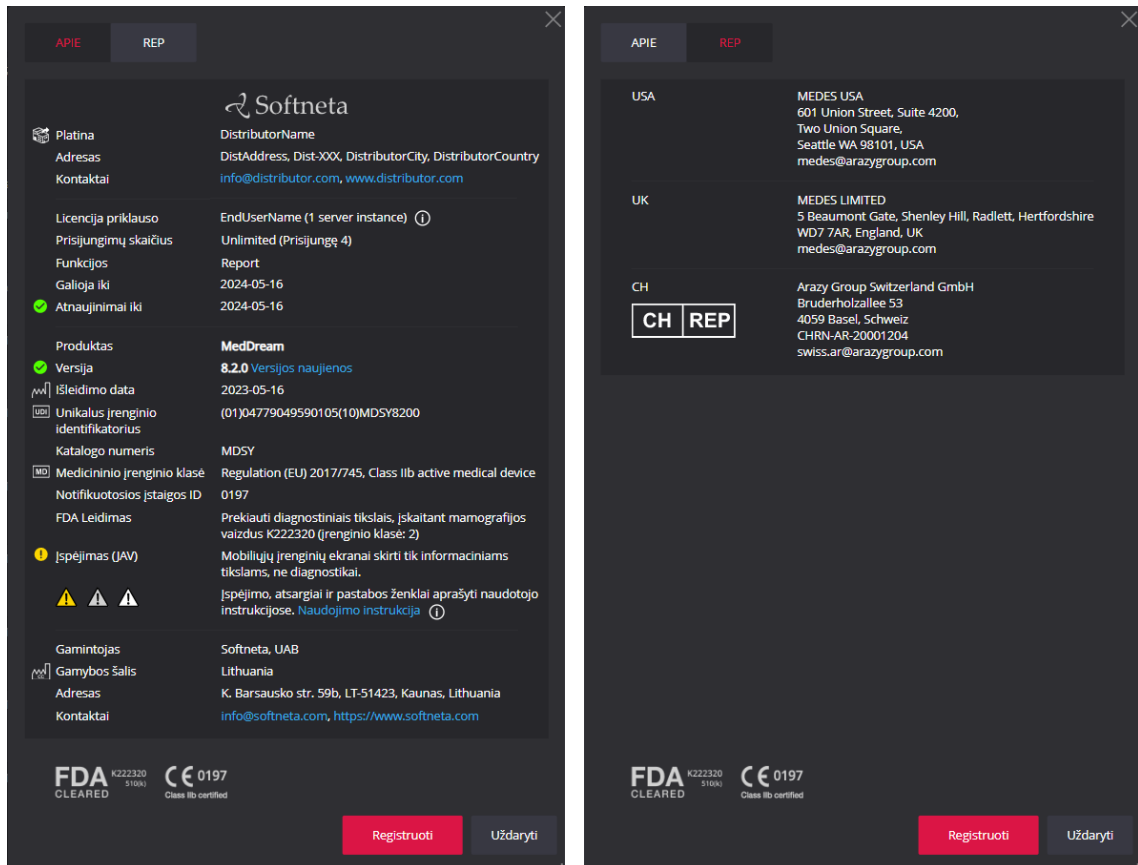 APIE REP
Softneta
Platina DistributorName
Adresas DistAddress, Dist-XXX, DistributorCity, DistributorCountry
Kontaktai info@distributor.com, www.distributor.com
Licencija priklauso EndUserName (1 server instance)
Prisijungimų skaičius Unlimited (Prisijungę 4)
Funkcijos Report
Galioja iki 2024-05-16
Atnaujinimai iki 2024-05-16
Produktas MedDream
Versija 8.2.0 Versijos naujienos
Išleidimo data 2023-05-16
UDI Unikalus įrenginio (01)04779049590105(10)MDSY8200
identifikatorius
Katalogo numeris MDSY
MD Medicininio įrenginio klasė Regulation (EU) 2017/745, Class IIb active medical device
Notifikuotosios įstaigos ID 0197
FDA Leidimas Prekiauti diagnostiniais tikslais, įskaitant mamografijos
vaizdus K222320 (įrenginio klasė: 2)
Įspėjimas (JAV) Mobiliųjų įrenginių ekranai skirti tik informaciniams
tikslams, ne diagnostikai.
Įspėjimo, atsargiai ir pastabos ženklai aprašyti naudotojo
instrukcijose. Naudojimo instrukcija
Gamintojas Softneta, UAB
Gamybos šalis Lithuania
Adresas K. Barsausko str. 59b, LT-51423, Kaunas, Lithuania
Kontaktai info@softneta.com, https://www.softneta.com
FDA CLEARED K222320 510(k) CE 0197 Class IIb certified
Registruoti Uždaryti
APIE REP
USA MEDES USA
601 Union Street, Suite 4200,
Two Union Square,
Seattle WA 98101, USA
medes@arazygroup.com
UK MEDES LIMITED
5 Beaumont Gate, Shenley Hill, Radlett, Hertfordshire
WD7 7AR, England, UK
medes@arazygroup.com
CH Arazy Group Switzerland GmbH
Bruderholzallee 53
CH REP 4059 Basel, Schweiz
CHRN-AR-20001204
swiss.ar@arazygroup.com
FDA CLEARED K222320 510(k) CE 0197 Class IIb certified
Registruoti Uždaryti